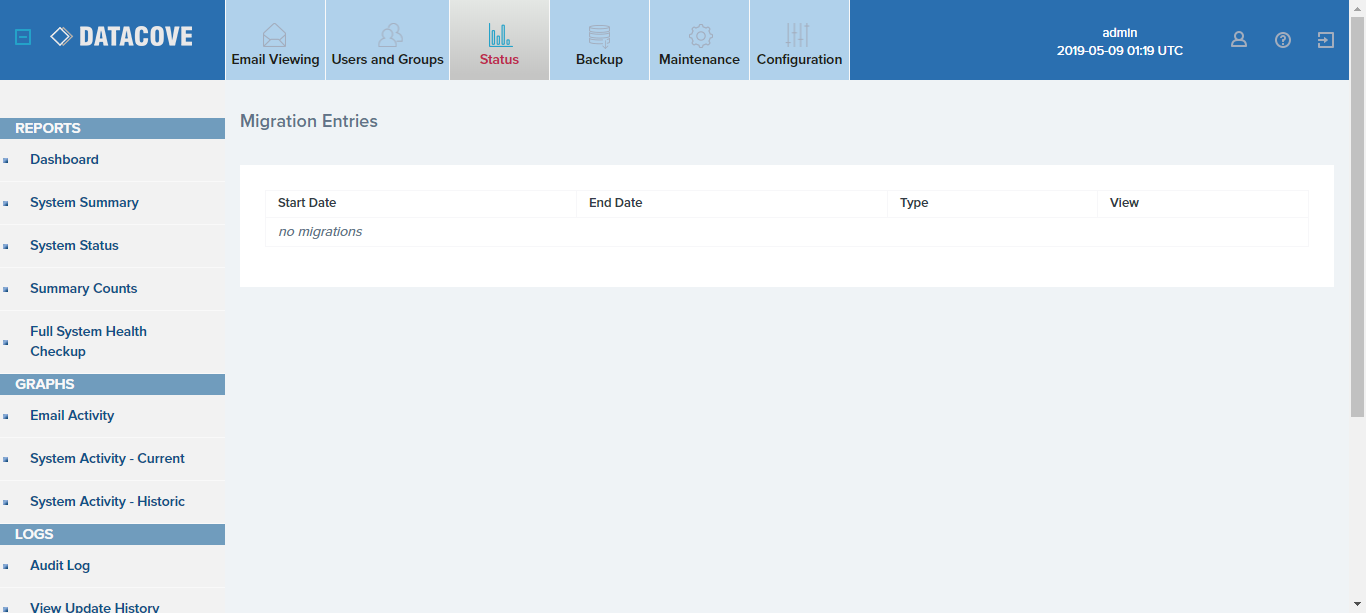 DATACOVE
Email Viewing
Users and Groups
Status
Backup
Maintenance
Configuration
admin
2019-05-09 01:19 UTC
REPORTS
Dashboard
System Summary
System Status
Summary Counts
Full System Health
Checkup
GRAPHS
Email Activity
System Activity - Current
System Activity - Historic
LOGS
Audit Log
View Update History
Migration Entries
Start Date End Date Type View
no migrations